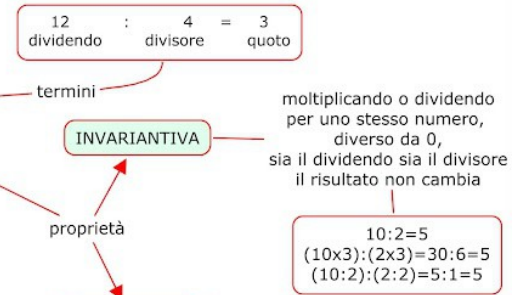 12 : 4 = 3
dividendo divisore quoto
termini
INVARIANTIVA
moltiplicando o dividendo
per uno stesso numero,
diverso da 0,
sia il dividendo sia il divisore
il risultato non cambia
proprietà
10:2=5
(10x3):(2x3)=30:6=5
(10:2):(2:2)=5:1=5